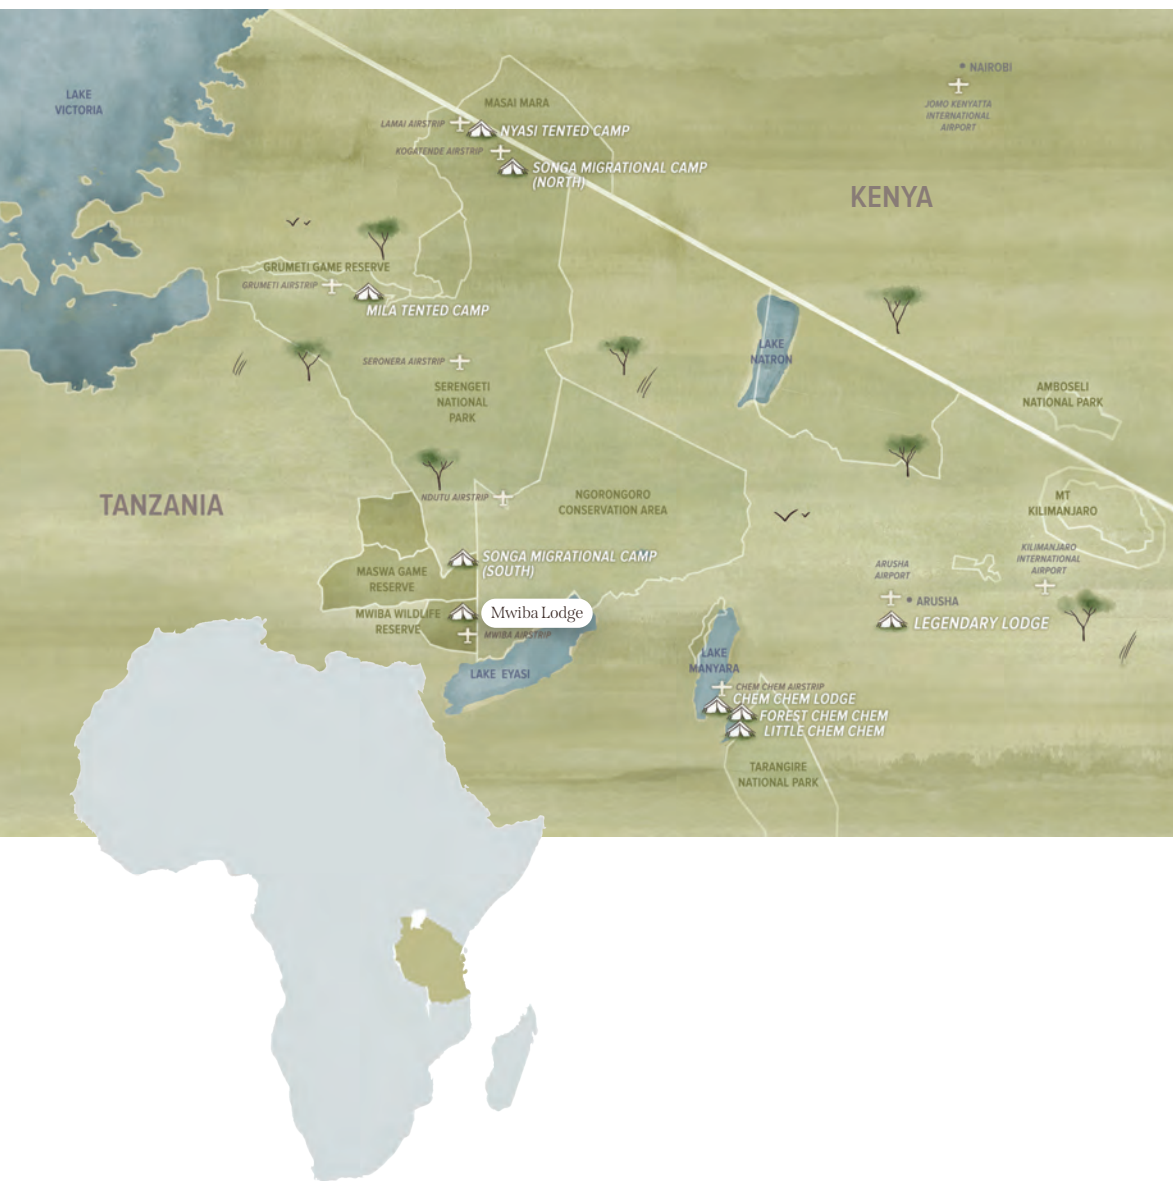 NAIROBI
LAKE
VICTORIA
MASAI MARA
JOMO KENYATTA
INTERNATIONAL
AIRPORT
LAMAI AIRSTRIP
NYASI TENTED CAMP
KOGATENDE AIRSTRIP
SONGA MIGRATIONAL CAMP
(NORTH)
KENYA
GRUMETI GAME RESERVE
GRUMETI AIRSTRIP
MILA TENTED CAMP
LAKE
NATRON
SERONERA AIRSTRIP
SERENGETI
NATIONAL
PARK
AMBOSELI
NATIONAL PARK
TANZANIA
NDUTU AIRSTRIP
NGORONGORO
CONSERVATION AREA
MT
KILIMANJARO
SONGA MIGRATIONAL CAMP
(SOUTH)
KILIMANJARO
INTERNATIONAL
AIRPORT
ARUSHA
AIRPORT
MASWA GAME
RESERVE
ARUSHA
MWIBA WILDLIFE
RESERVE
Mwiba Lodge
LEGENDARY LODGE
MWIBA AIRSTRIP
LAKE EYASI
LAKE
MANYARA
CHEM CHEM AIRSTRIP
CHEM CHEM LODGE
FOREST CHEM CHEM
LITTLE CHEM CHEM
TARANGIRE
NATIONAL PARK